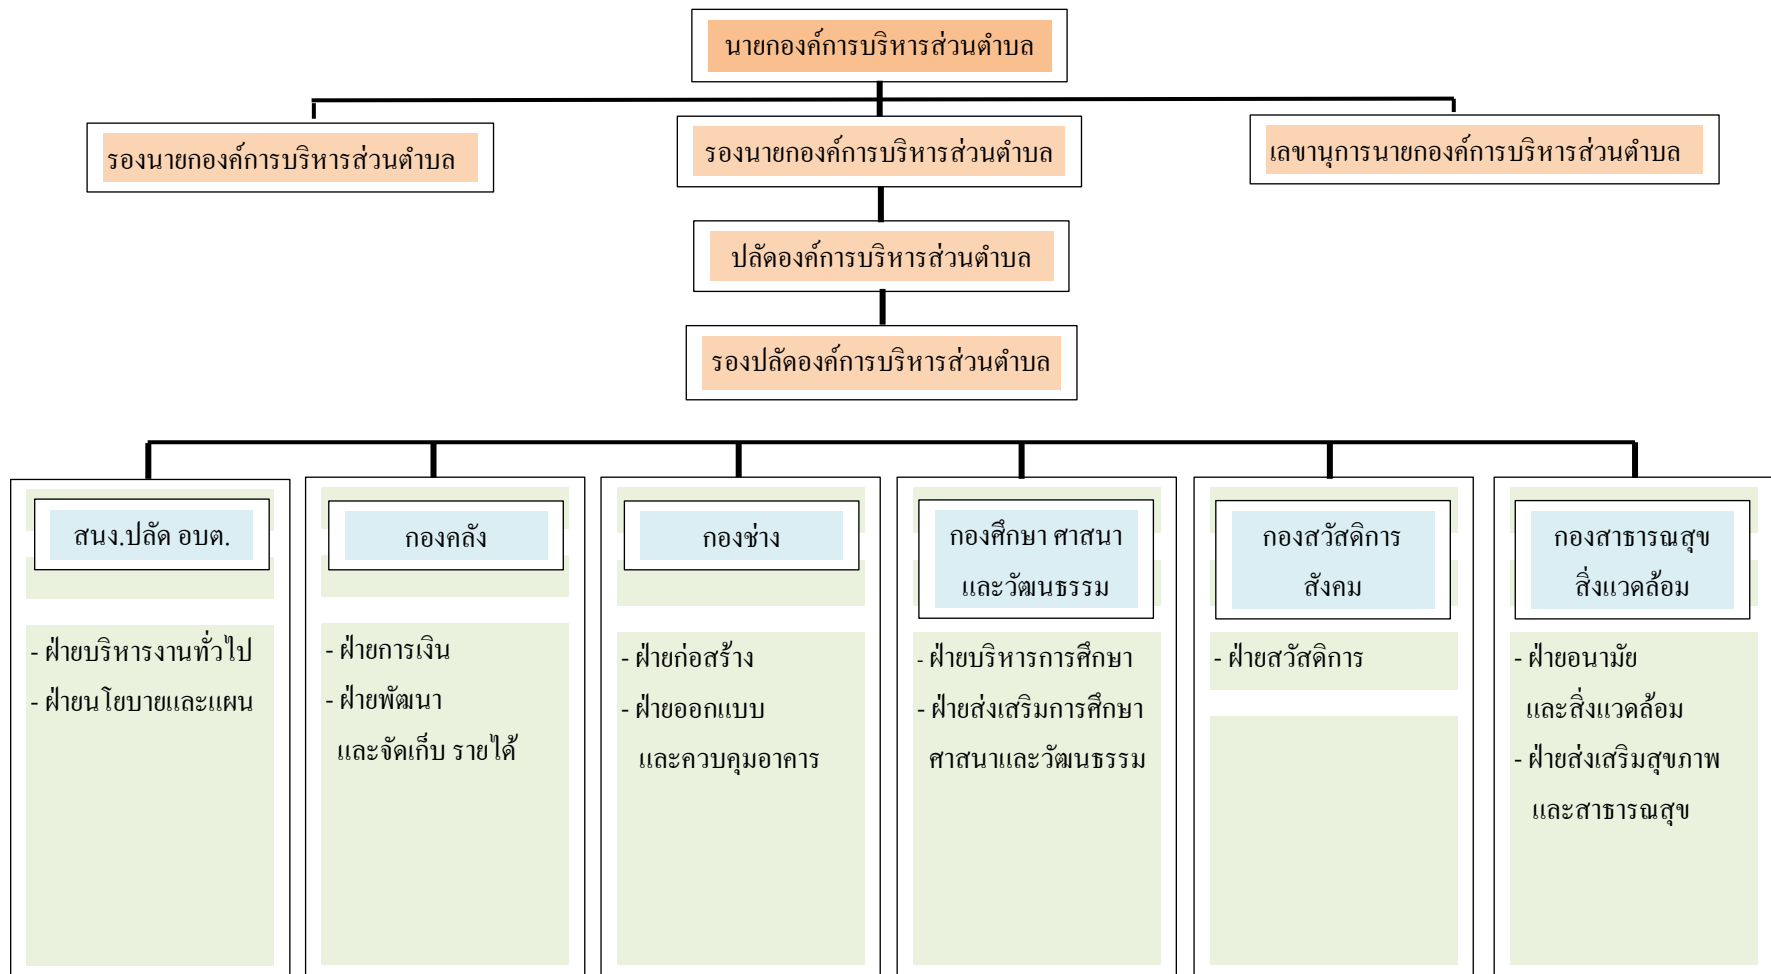 นายกองค์การบริหารส่วนตำบล
รองนายกองค์การบริหารส่วนตำบล
รองนายกองค์การบริหารส่วนตำบล
เลขานุการนายกองค์การบริหารส่วนตำบล
ปลัดองค์การบริหารส่วนตำบล
รองปลัดองค์การบริหารส่วนตำบล
สนง.ปลัด อบต.
- ฝ่ายบริหารงานทั่วไป
- ฝ่ายนโยบายและแผน
กองคลัง
- ฝ่ายการเงิน
- ฝ่ายพัฒนา
และจัดเก็บ รายได้
กองช่าง
- ฝ่ายก่อสร้าง
- ฝ่ายออกแบบ
และควบคุมอาคาร
กองศึกษา ศาสนา
และวัฒนธรรม
- ฝ่ายบริหารการศึกษา
- ฝ่ายส่งเสริมการศึกษา
ศาสนาและวัฒนธรรม
กองสวัสดิการ
สังคม
- ฝ่ายสวัสดิการ
กองสาธารณสุข
สิ่งแวดล้อม
- ฝ่ายอนามัย
และสิ่งแวดล้อม
- ฝ่ายส่งเสริมสุขภาพ
และสาธารณสุข